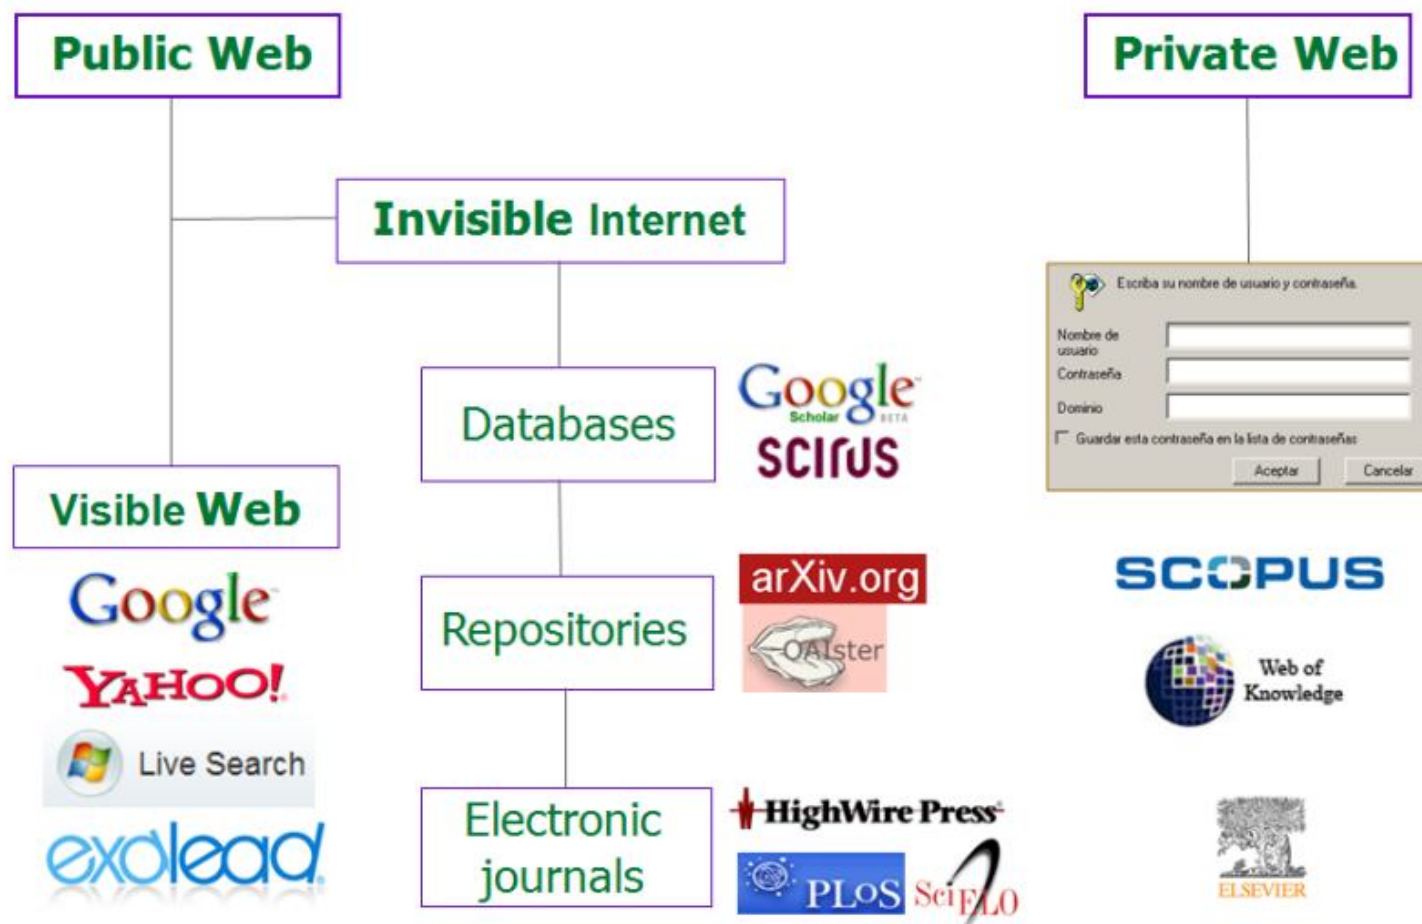 Public Web
Private Web
Invisible Internet
Escriba su nombre de usuario y contraseña.
Nombre de
usuario
Contraseña
Dominio
Guardar esta contraseña en la lista de contraseñas
Aceptar
Cancelar
Databases
Google
Scholar BETA
SCIRUS
Visible Web
Google
YAHOO!
Live Search
exalead
Repositories
arXiv.org
OAIster
Electronic
journals
HighWire Press
PLoS
SciELO
SCOPUS
Web of
Knowledge
ELSEVIER